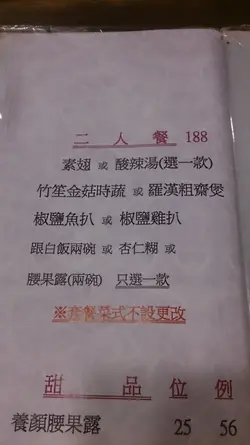 二人餐 188
素翅 或 酸辣湯(選一款)
竹笙金菇時蔬 或 羅漢粗齋煲
椒鹽魚扒 或 椒鹽雞扒
跟白飯兩碗 或 杏仁糊 或
腰果露(兩碗) 只選一款
※套餐菜式不設更改
甜品 位 例
養顏腰果露 25 56